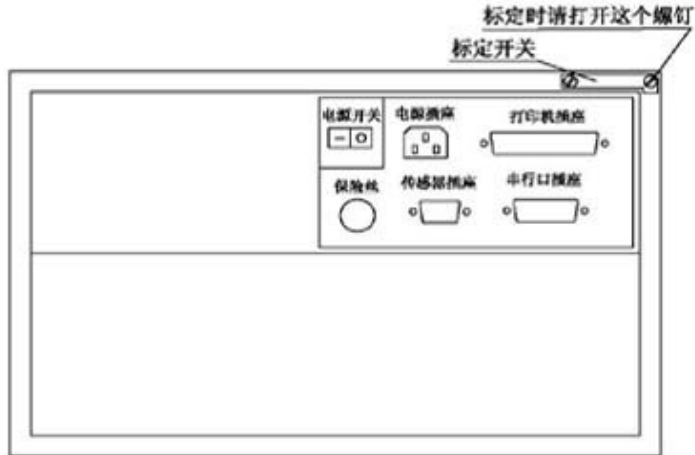 标定时请打开这个螺钉
标定开关
电源开关
电源插座
打印机插座
保险丝
传感器插座
串行口插座